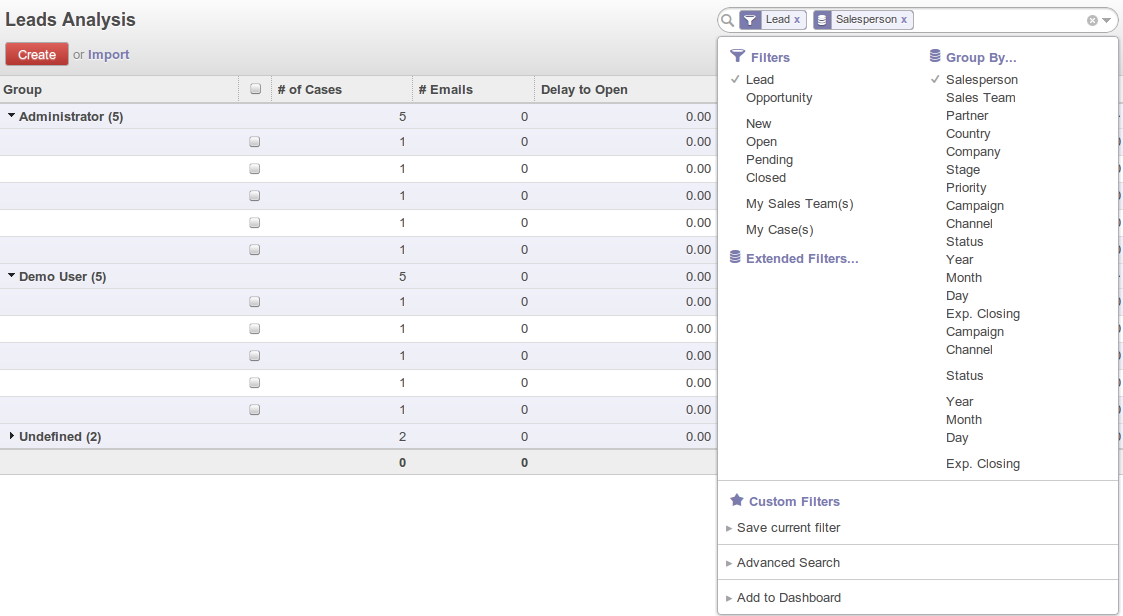 Leads Analysis
Lead x Salesperson x
Create or Import
Group # of Cases # Emails Delay to Open
Administrator (5) 5 0 0.00
1 0 0.00
1 0 0.00
1 0 0.00
1 0 0.00
1 0 0.00
Demo User (5) 5 0 0.00
1 0 0.00
1 0 0.00
1 0 0.00
1 0 0.00
1 0 0.00
Undefined (2) 2 0 0.00
0 0
Filters
Lead
Opportunity
New
Open
Pending
Closed
My Sales Team(s)
My Case(s)
Extended Filters...
Group By...
Salesperson
Sales Team
Partner
Country
Company
Stage
Priority
Campaign
Channel
Status
Year
Month
Day
Exp. Closing
Campaign
Channel
Status
Year
Month
Day
Exp. Closing
Custom Filters
Save current filter
Advanced Search
Add to Dashboard